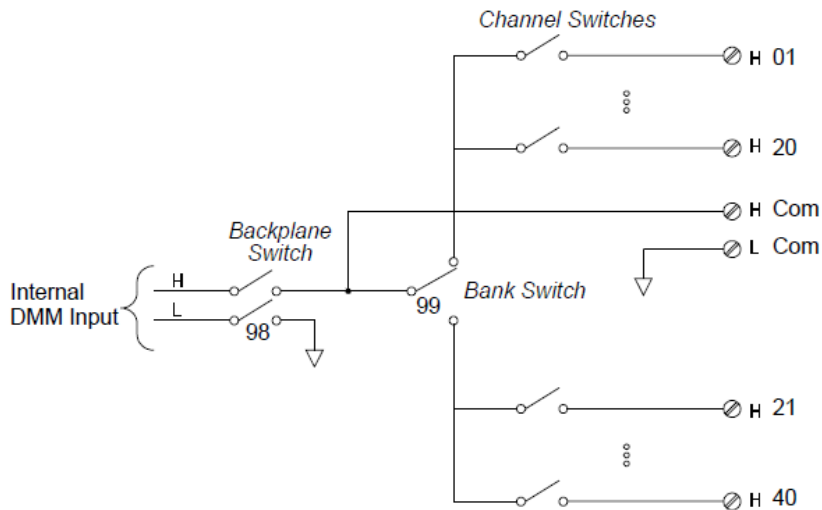 Channel Switches
H 01
H 20
H Com
L Com
Backplane
Switch
Internal
DMM Input
H
L
98
99
Bank Switch
H 21
H 40